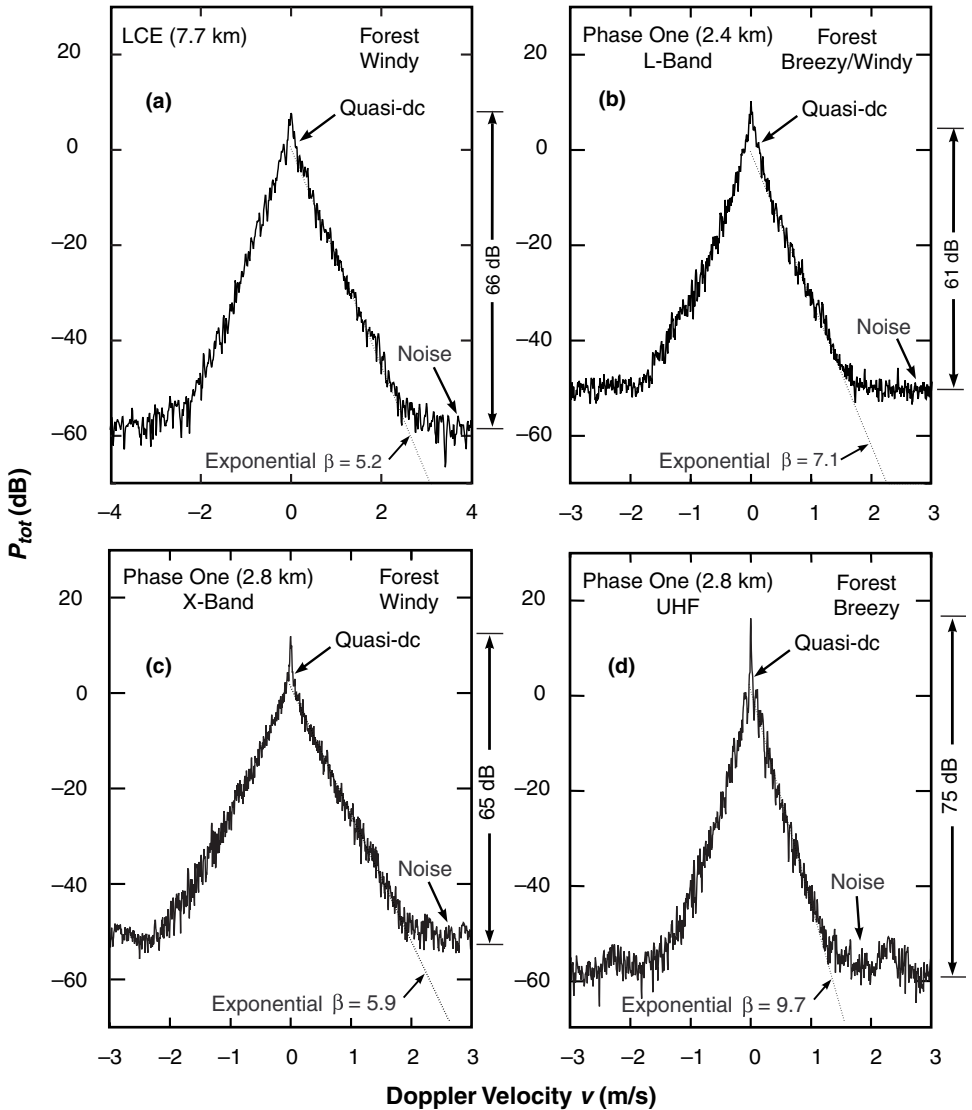 LCE (7.7 km)
Forest
Windy
(a)
Quasi-dc
Noise
Exponential β = 5.2
66 dB
20
0
−20
−40
−60
−4
−2
0
2
4
Phase One (2.4 km)
L-Band
Forest
Breezy/Windy
(b)
Quasi-dc
Noise
Exponential β = 7.1
61 dB
20
0
−20
−40
−60
−3
−2
−1
0
1
2
3
Ptot (dB)
Phase One (2.8 km)
X-Band
Forest
Windy
(c)
Quasi-dc
Noise
Exponential β = 5.9
65 dB
20
0
−20
−40
−60
−3
−2
−1
0
1
2
3
Phase One (2.8 km)
UHF
Forest
Breezy
(d)
Quasi-dc
Noise
Exponential β = 9.7
75 dB
20
0
−20
−40
−60
−3
−2
−1
0
1
2
3
Doppler Velocity v (m/s)